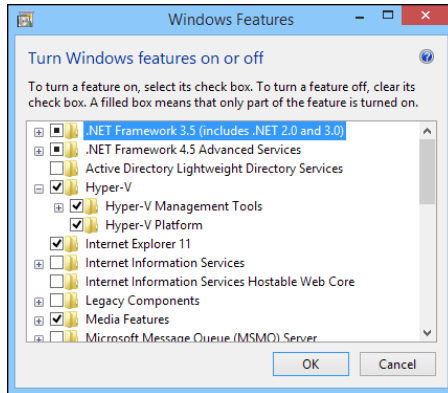 Windows Features
Turn Windows features on or off
To turn a feature on, select its check box. To turn a feature off, clear its
check box. A filled box means that only part of the feature is turned on.
.NET Framework 3.5 (includes .NET 2.0 and 3.0)
.NET Framework 4.5 Advanced Services
Active Directory Lightweight Directory Services
Hyper-V
Hyper-V Management Tools
Hyper-V Platform
Internet Explorer 11
Internet Information Services
Internet Information Services Hostable Web Core
Legacy Components
Media Features
Microsoft Message Queue (MSMQ) Server
OK Cancel